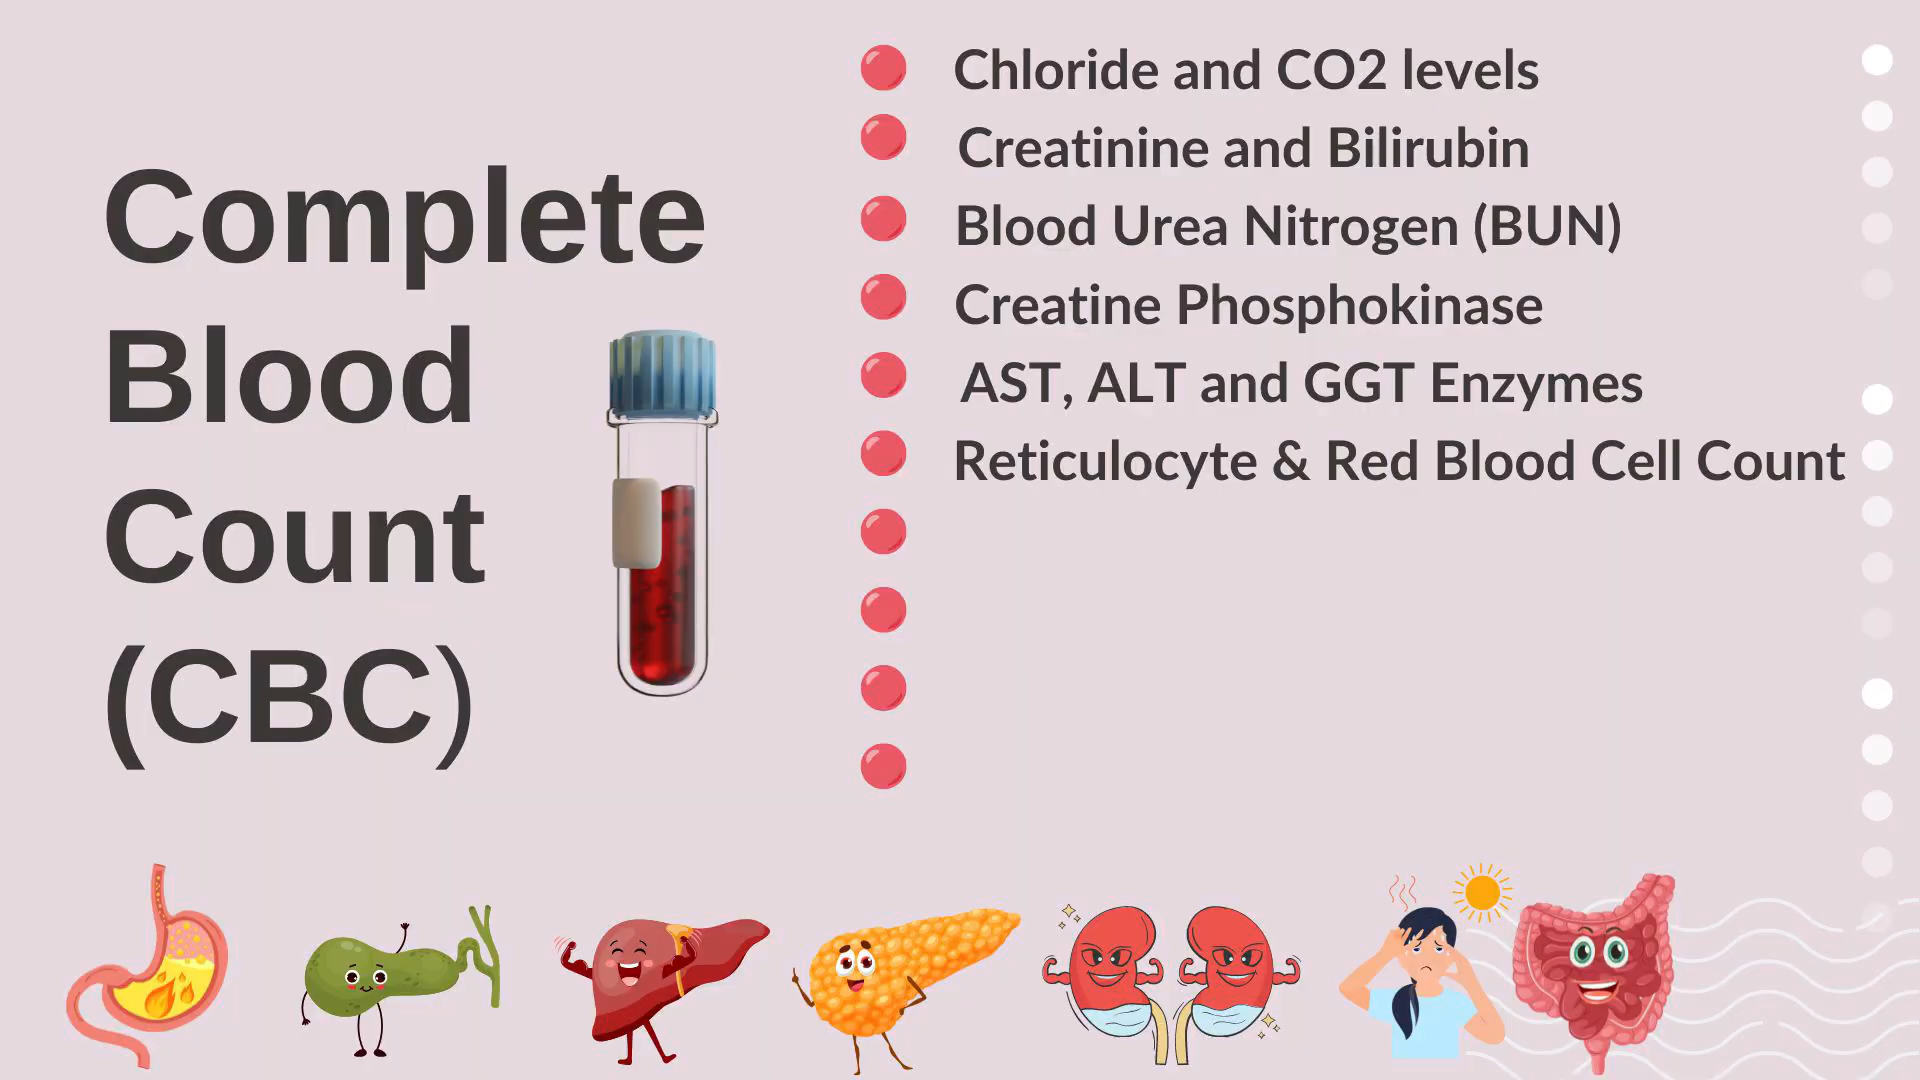 Complete
Blood
Count
(CBC)
Chloride and CO2 levels
Creatinine and Bilirubin
Blood Urea Nitrogen (BUN)
Creatine Phosphokinase
AST, ALT and GGT Enzymes
Reticulocyte & Red Blood Cell Count